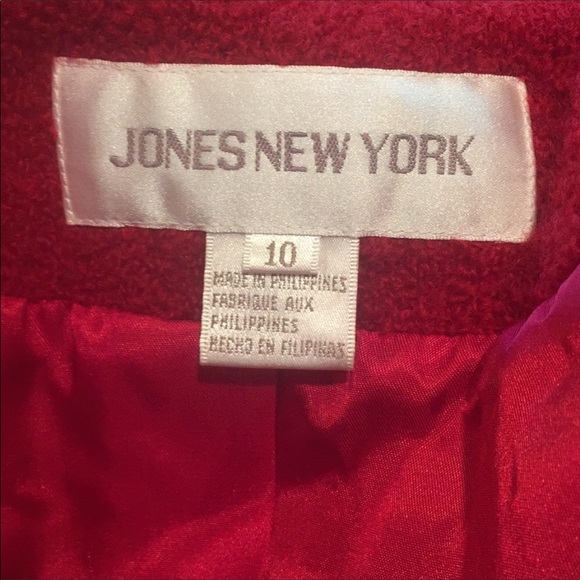 JONES NEW YORK
10
MADE IN PHILIPPINES
FABRIQUE AUX
PHILIPPINES
HECHO EN FILIPINAS